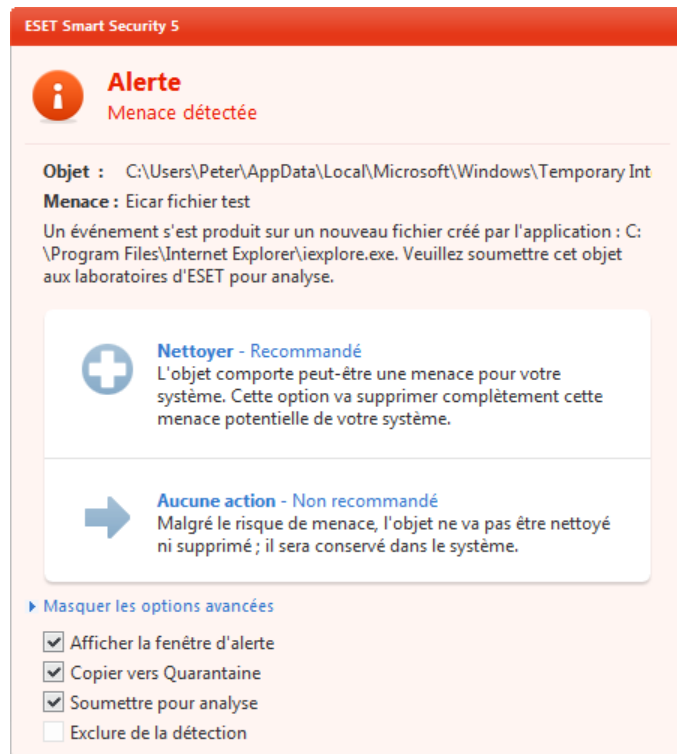 ESET Smart Security 5
Alerte
Menace détectée
Objet : C:\Users\Peter\AppData\Local\Microsoft\Windows\Temporary Int
Menace : Eicar fichier test
Un événement s'est produit sur un nouveau fichier créé par l'application : C:
\Program Files\Internet Explorer\iexplore.exe. Veuillez soumettre cet objet
aux laboratoires d'ESET pour analyse.
Nettoyer - Recommandé
L'objet comporte peut-être une menace pour votre
système. Cette option va supprimer complètement cette
menace potentielle de votre système.
Aucune action - Non recommandé
Malgré le risque de menace, l'objet ne va pas être nettoyé
ni supprimé ; il sera conservé dans le système.
Masquer les options avancées
Afficher la fenêtre d'alerte
Copier vers Quarantaine
Soumettre pour analyse
Exclure de la détection